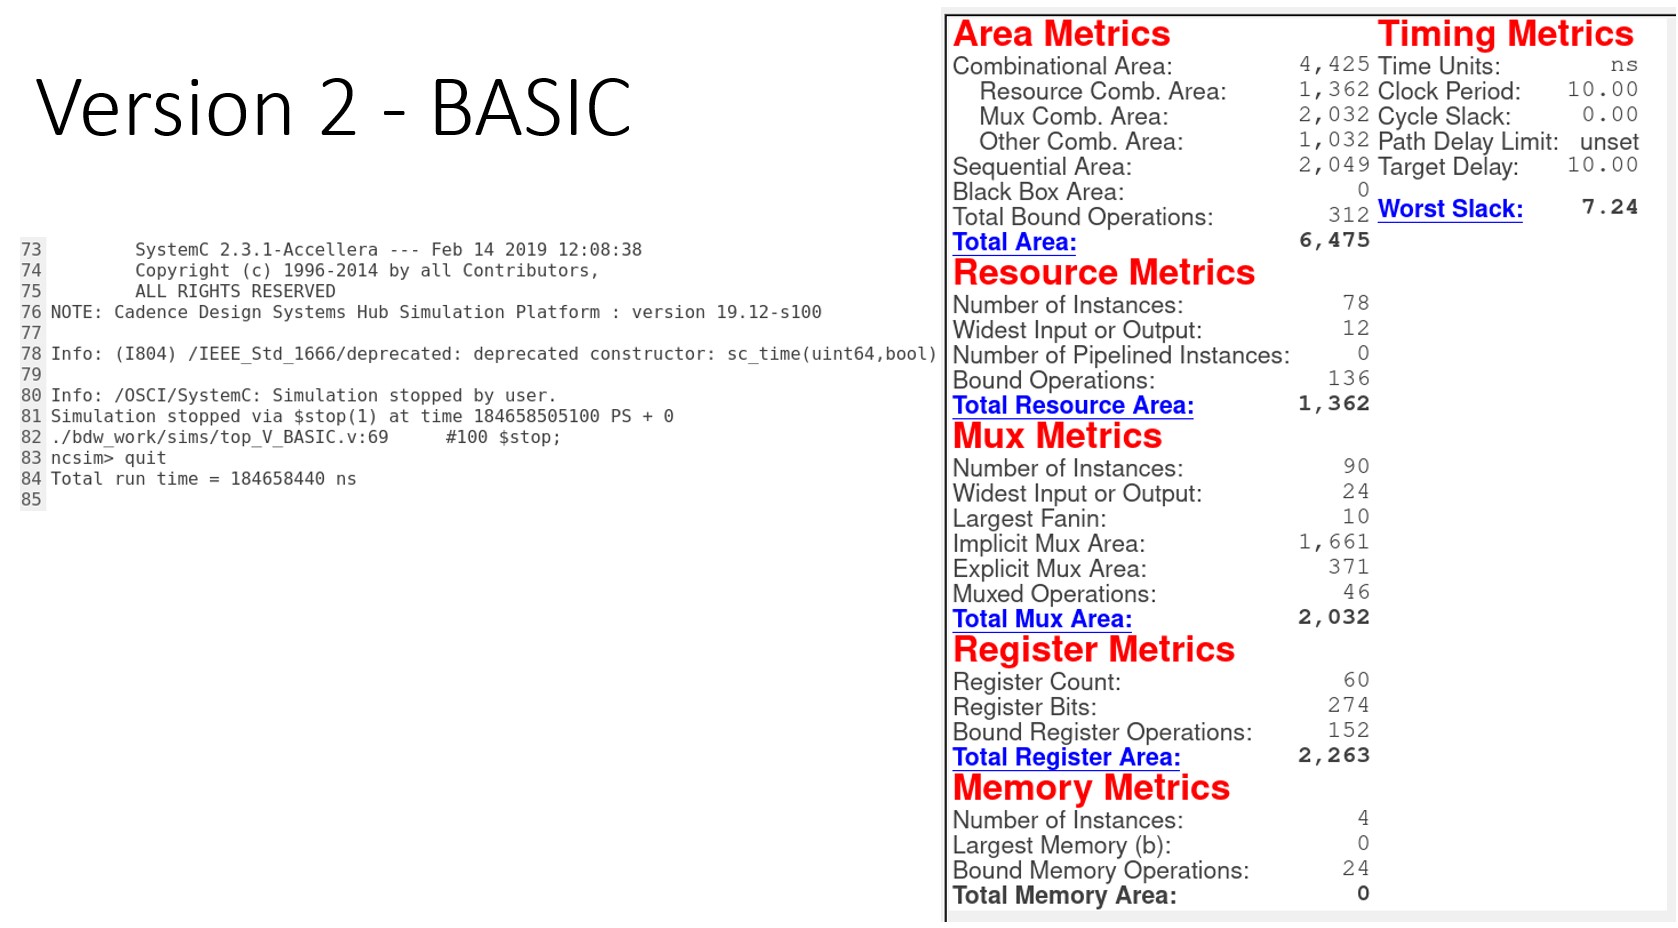 Version 2 - BASIC
73 SystemC 2.3.1-Accellera --- Feb 14 2019 12:08:38
74 Copyright (c) 1996-2014 by all Contributors,
75 ALL RIGHTS RESERVED
76 NOTE: Cadence Design Systems Hub Simulation Platform : version 19.12-s100
77
78 Info: (I804) /IEEE_Std_1666/deprecated: deprecated constructor: sc_time(uint64,bool)
79
80 Info: /OSCI/SystemC: Simulation stopped by user.
81 Simulation stopped via $stop(1) at time 184658505100 PS + 0
82 ./bdw_work/sims/top_V_BASIC.v:69 #100 $stop;
83 ncsim> quit
84 Total run time = 184658440 ns
85
Area Metrics
Combinational Area: 4,425
Resource Comb. Area: 1,362
Mux Comb. Area: 2,032
Other Comb. Area: 1,032
Sequential Area: 2,049
Black Box Area: 0
Total Bound Operations: 312
Total Area: 6,475
Resource Metrics
Number of Instances: 78
Widest Input or Output: 12
Number of Pipelined Instances: 0
Bound Operations: 136
Total Resource Area: 1,362
Mux Metrics
Number of Instances: 90
Widest Input or Output: 24
Largest Fanin: 10
Implicit Mux Area: 1,661
Explicit Mux Area: 371
Muxed Operations: 46
Total Mux Area: 2,032
Register Metrics
Register Count: 60
Register Bits: 274
Bound Register Operations: 152
Total Register Area: 2,263
Memory Metrics
Number of Instances: 4
Largest Memory (b): 0
Bound Memory Operations: 24
Total Memory Area: 0
Timing Metrics
Time Units: ns
Clock Period: 10.00
Cycle Slack: 0.00
Path Delay Limit: unset
Target Delay: 10.00
Worst Slack: 7.24